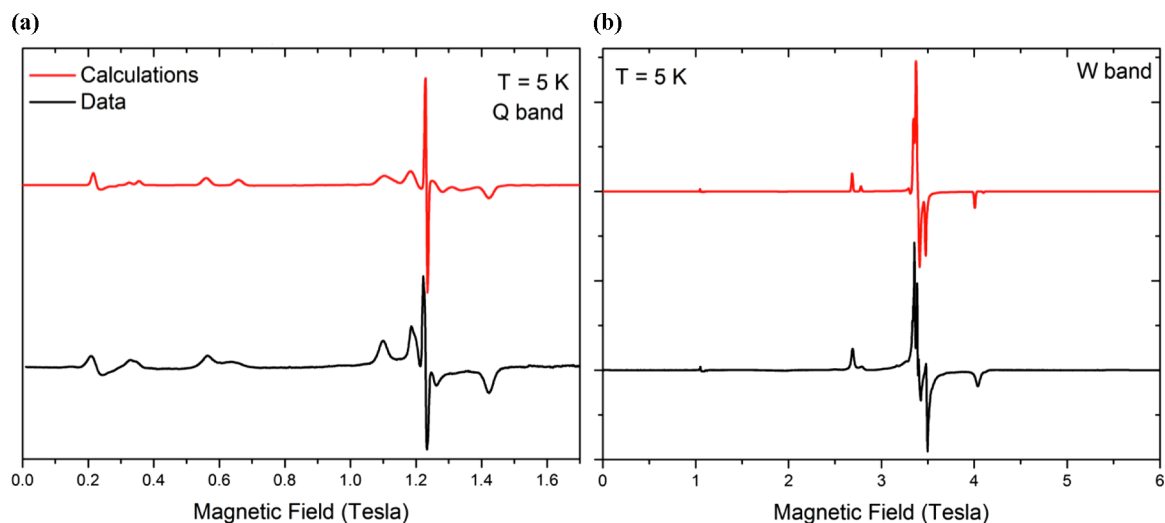 (a)
(b)
Calculations
Data
T = 5 K
Q band
0.0 0.2 0.4 0.6 0.8 1.0 1.2 1.4 1.6
Magnetic Field (Tesla)
T = 5 K
W band
0 1 2 3 4 5 6
Magnetic Field (Tesla)